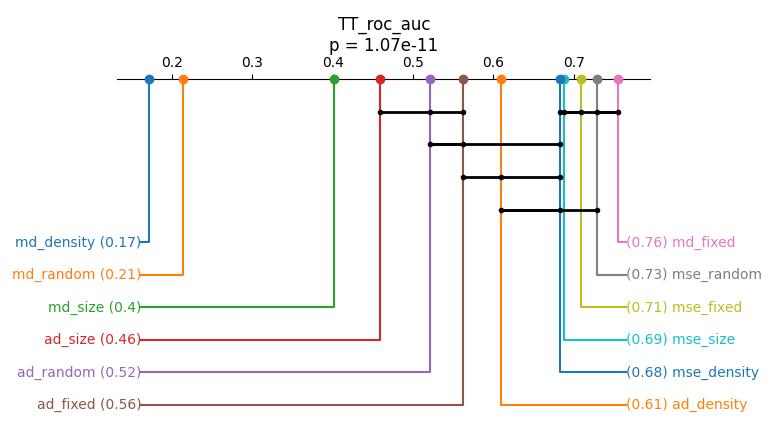 TT_roc_auc
p = 1.07e-11
0.2 0.3 0.4 0.5 0.6 0.7
md_density (0.17)
(0.76) md_fixed
md_random (0.21)
(0.73) mse_random
md_size (0.4)
(0.71) mse_fixed
ad_size (0.46)
(0.69) mse_size
ad_random (0.52)
(0.68) mse_density
ad_fixed (0.56)
(0.61) ad_density